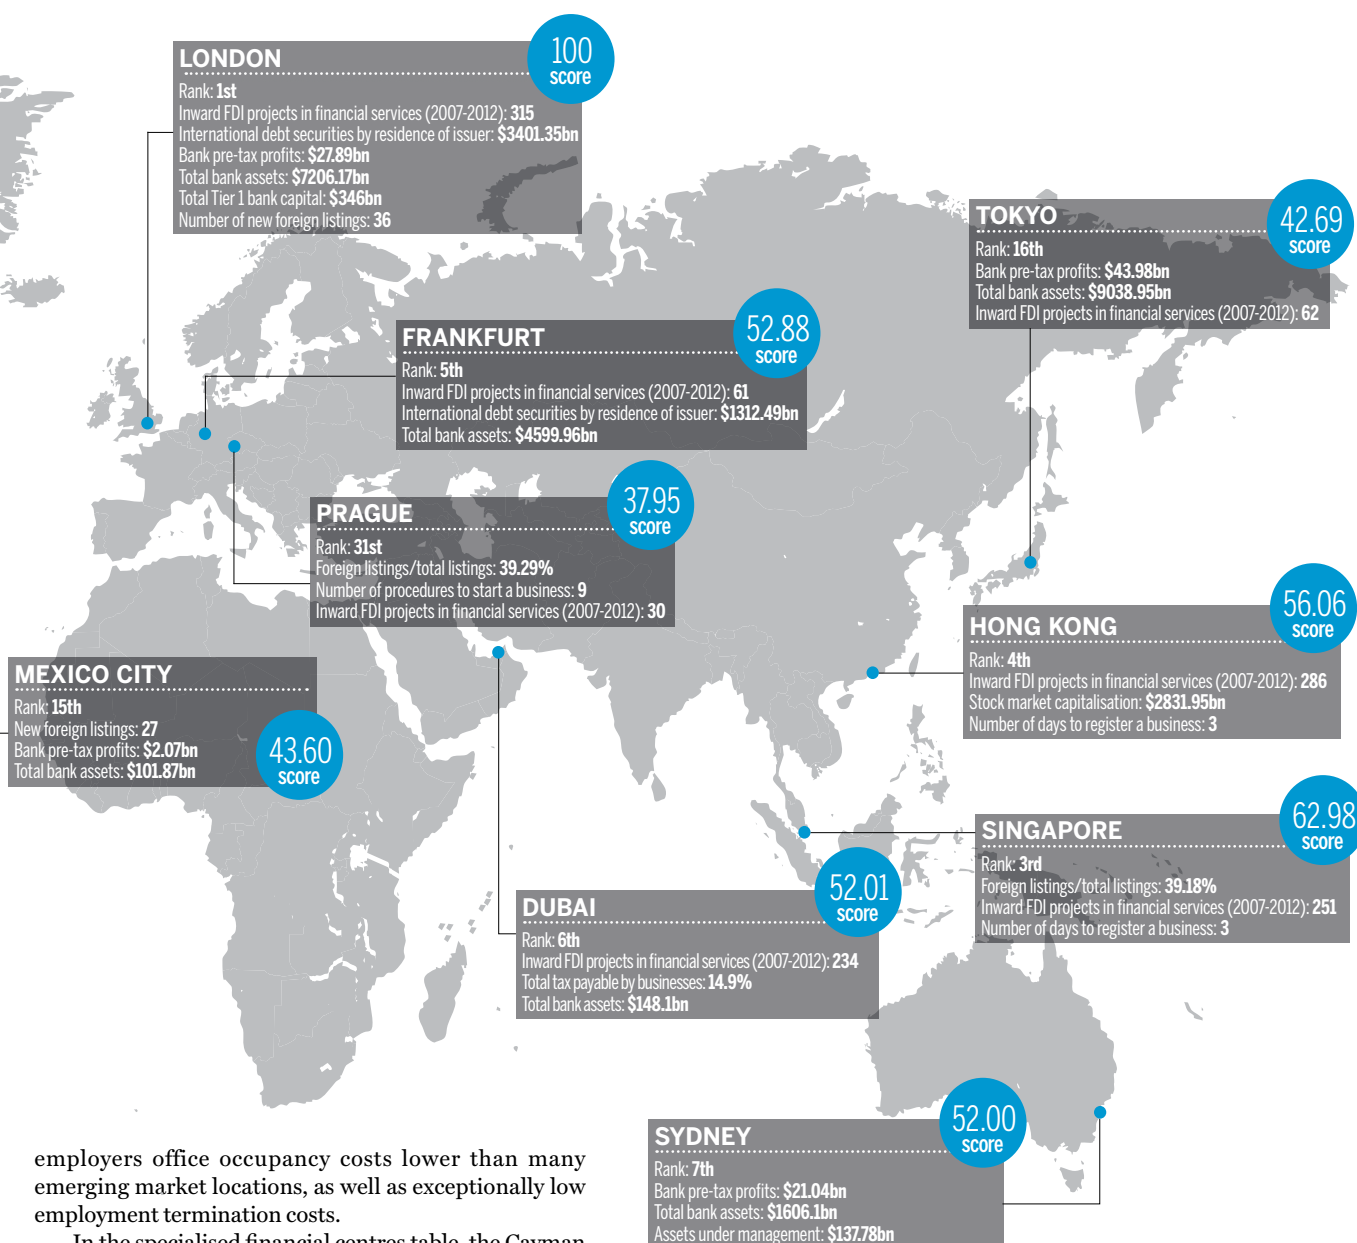 LONDON
100
score
Rank: 1st
Inward FDI projects in financial services (2007-2012): 315
International debt securities by residence of issuer: $3401.35bn
Bank pre-tax profits: $27.89bn
Total bank assets: $7206.17bn
Total Tier 1 bank capital: $346bn
Number of new foreign listings: 36
TOKYO
42.69
score
Rank: 16th
Bank pre-tax profits: $43.98bn
Total bank assets: $9038.95bn
Inward FDI projects in financial services (2007-2012): 62
FRANKFURT
52.88
score
Rank: 5th
Inward FDI projects in financial services (2007-2012): 61
International debt securities by residence of issuer: $1312.49bn
Total bank assets: $4599.96bn
PRAGUE
37.95
score
Rank: 31st
Foreign listings/total listings: 39.29%
Number of procedures to start a business: 9
Inward FDI projects in financial services (2007-2012): 30
HONG KONG
56.06
score
Rank: 4th
Inward FDI projects in financial services (2007-2012): 286
Stock market capitalisation: $2831.95bn
Number of days to register a business: 3
MEXICO CITY
43.60
score
Rank: 15th
New foreign listings: 27
Bank pre-tax profits: $2.07bn
Total bank assets: $101.87bn
SINGAPORE
62.98
score
Rank: 3rd
Foreign listings/total listings: 39.18%
Inward FDI projects in financial services (2007-2012): 251
Number of days to register a business: 3
DUBAI
52.01
score
Rank: 6th
Inward FDI projects in financial services (2007-2012): 234
Total tax payable by businesses: 14.9%
Total bank assets: $148.1bn
SYDNEY
52.00
score
Rank: 7th
Bank pre-tax profits: $21.04bn
Total bank assets: $1606.1bn
Assets under management: $137.78bn
employers office occupancy costs lower than many
emerging market locations, as well as exceptionally low
employment termination costs.
In the specialised financial centres table, the Cayman